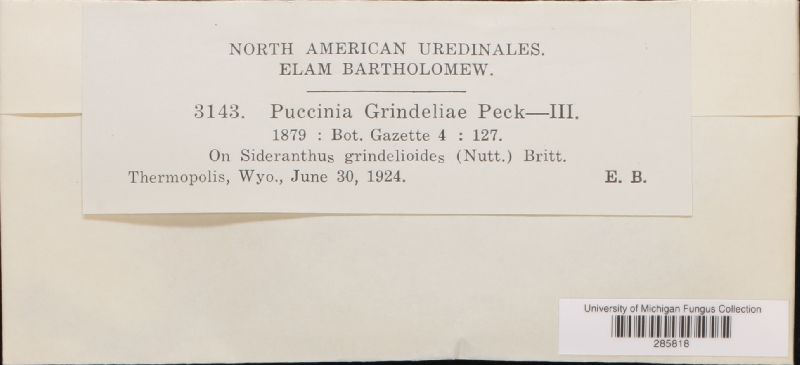 NORTH AMERICAN UREDINALES.
ELAM BARTHOLOMEW.
3143. Puccinia Grindeliae Peck—III.
1879 : Bot. Gazette 4 : 127.
On Sideranthus grindelioides (Nutt.) Britt.
Thermopolis, Wyo., June 30, 1924. E. B.
University of Michigan Fungus Collection
285818